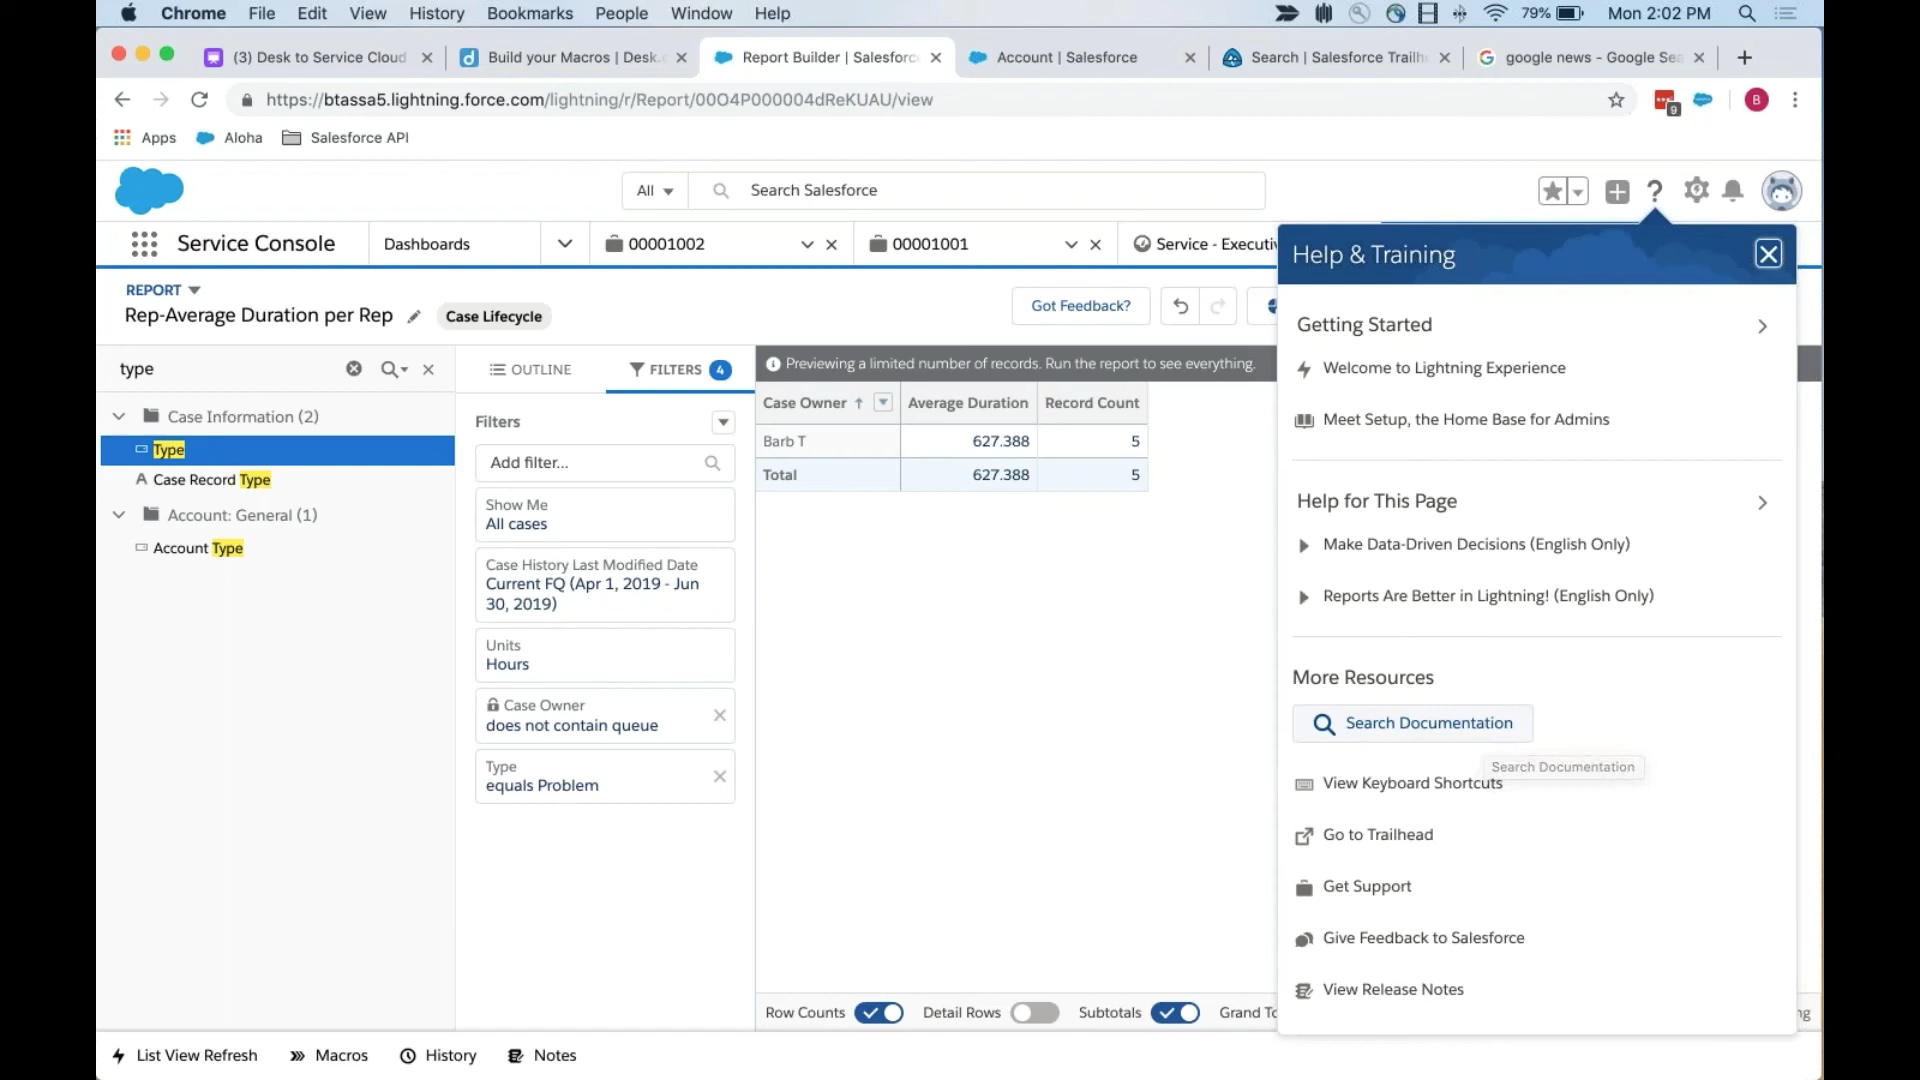 Chrome File Edit View History Bookmarks People Window Help 79% Mon 2:02 PM
(3) Desk to Service Cloud Build your Macros | Desk. Report Builder | Salesforc Account | Salesforce Search | Salesforce Trailh google news - Google Sea
https://btassa5.lightning.force.com/lightning/r/Report/00O4P000004dReKUAU/view 9 B
Apps Aloha Salesforce API
All Search Salesforce
Service Console Dashboards 00001002 00001001 Service - Executiv
REPORT
Rep-Average Duration per Rep Case Lifecycle
Got Feedback?
type
Case Information (2)
Type
Case Record Type
Account: General (1)
Account Type
OUTLINE FILTERS 4
Filters
Add filter...
Show Me
All cases
Case History Last Modified Date
Current FQ (Apr 1, 2019 - Jun
30, 2019)
Units
Hours
Case Owner
does not contain queue
Type
equals Problem
Previewing a limited number of records. Run the report to see everything.
Case Owner Average Duration Record Count
Barb T 627.388 5
Total 627.388 5
Row Counts Detail Rows Subtotals Grand To
ng
Help & Training
Getting Started
Welcome to Lightning Experience
Meet Setup, the Home Base for Admins
Help for This Page
Make Data-Driven Decisions (English Only)
Reports Are Better in Lightning! (English Only)
More Resources
Search Documentation
Search Documentation
View Keyboard Shortcuts
Go to Trailhead
Get Support
Give Feedback to Salesforce
View Release Notes
List View Refresh Macros History Notes